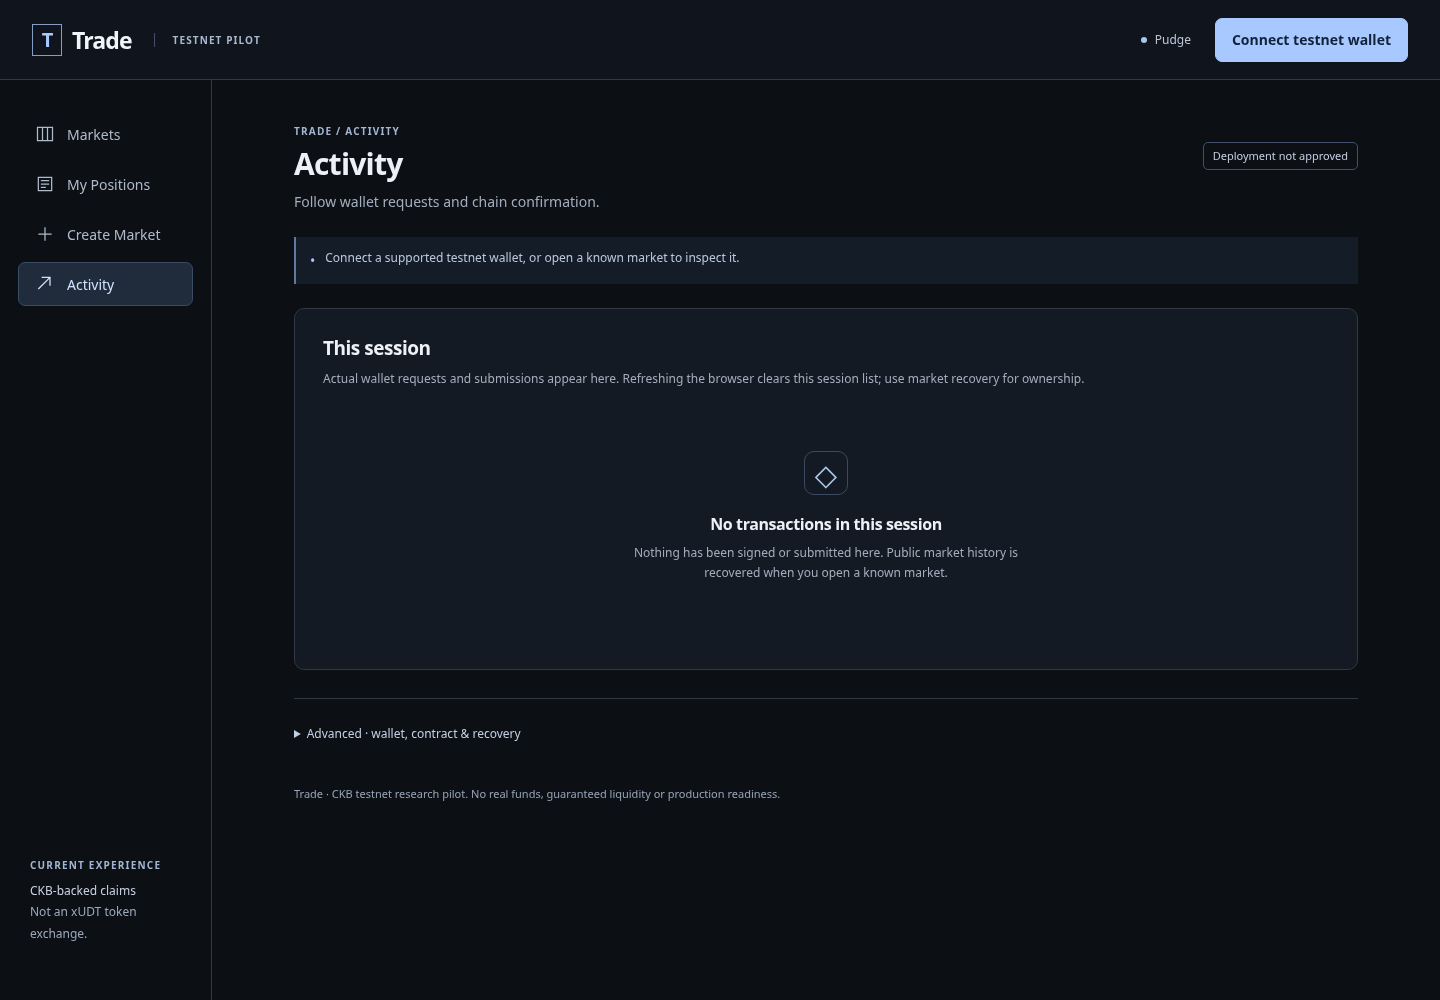 T Trade
TESTNET PILOT
Pudge
Connect testnet wallet
Markets
My Positions
Create Market
Activity
CURRENT EXPERIENCE
CKB-backed claims
Not an xUDT token
exchange.
TRADE / ACTIVITY
Activity
Follow wallet requests and chain confirmation.
Deployment not approved
• Connect a supported testnet wallet, or open a known market to inspect it.
This session
Actual wallet requests and submissions appear here. Refreshing the browser clears this session list; use market recovery for ownership.
No transactions in this session
Nothing has been signed or submitted here. Public market history is
recovered when you open a known market.
Advanced · wallet, contract & recovery
Trade · CKB testnet research pilot. No real funds, guaranteed liquidity or production readiness.